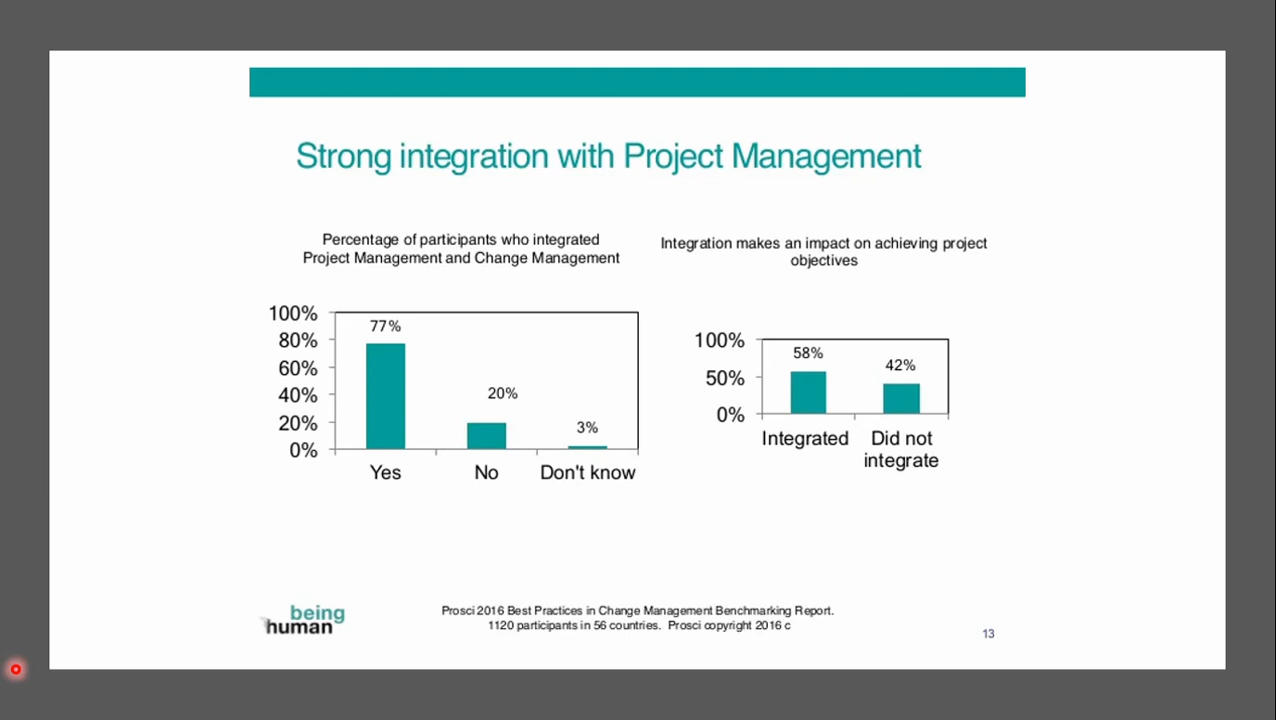 Strong integration with Project Management
Percentage of participants who integrated
Project Management and Change Management
100%
80%
60%
40%
20%
0%
77%
20%
3%
Yes
No
Don't know
Integration makes an impact on achieving project
objectives
100%
50%
0%
58%
42%
Integrated
Did not
integrate
being
human
Prosci 2016 Best Practices in Change Management Benchmarking Report.
1120 participants in 56 countries. Prosci copyright 2016 c
13